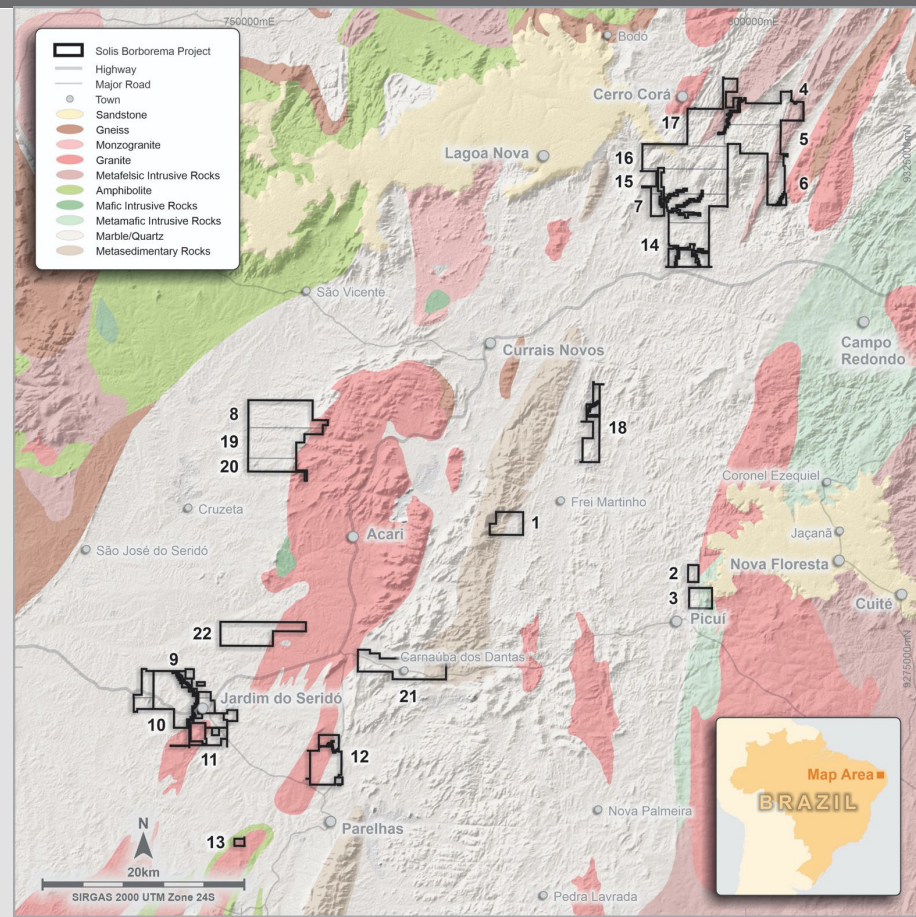 750000mE
800000mE
Solis Borborema Project
Highway
Major Road
Town
Sandstone
Gneiss
Monzogranite
Granite
Metafelsic Intrusive Rocks
Amphibolite
Mafic Intrusive Rocks
Metamafic Intrusive Rocks
Marble/Quartz
Metasedimentary Rocks
Bodó
Cerro Corá
4
17
5
9325000mN
Lagoa Nova
16
15
6
7
14
São Vicente
Campo
Redondo
Currais Novos
8
18
19
20
Coronel Ezequiel
Cruzeta
Frei Martinho
1
Jaçanã
Acari
São José do Seridó
Nova Floresta
2
3
Cuité
Picuí
22
9
Carnaúba dos Dantas
9275000mN
21
Jardim do Seridó
10
11
12
Map Area
BRAZIL
Nova Palmeira
Parelhas
N
13
20km
SIRGAS 2000 UTM Zone 24S
Pedra Lavrada